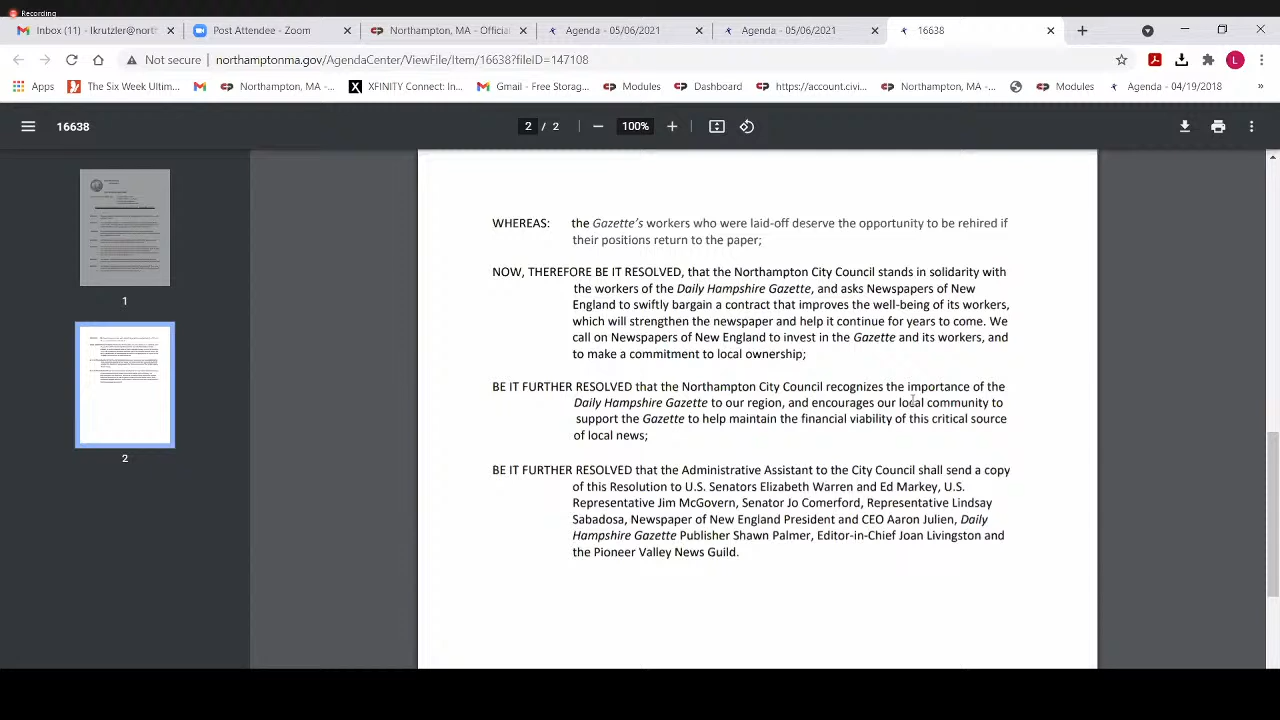 Recording
Inbox (11) - lkrutzler@north
Post Attendee - Zoom
Northampton, MA - Official
Agenda - 05/06/2021
Agenda - 05/06/2021
16638
Not secure
northamptonma.gov/AgendaCenter/ViewFile/Item/16638?fileID=147108
L
Apps
The Six Week Ultim...
Northampton, MA -...
XFINITY Connect: In...
Gmail - Free Storag...
Modules
Dashboard
https://account.civi...
Northampton, MA -...
Modules
Agenda - 04/19/2018
»
16638
2 / 2
100%
1
2
WHEREAS: the Gazette's workers who were laid-off deserve the opportunity to be rehired if
their positions return to the paper;
NOW, THEREFORE BE IT RESOLVED, that the Northampton City Council stands in solidarity with
the workers of the Daily Hampshire Gazette, and asks Newspapers of New
England to swiftly bargain a contract that improves the well-being of its workers,
which will strengthen the newspaper and help it continue for years to come. We
call on Newspapers of New England to invest in the Gazette and its workers, and
to make a commitment to local ownership;
BE IT FURTHER RESOLVED that the Northampton City Council recognizes the importance of the
Daily Hampshire Gazette to our region, and encourages our local community to
support the Gazette to help maintain the financial viability of this critical source
of local news;
BE IT FURTHER RESOLVED that the Administrative Assistant to the City Council shall send a copy
of this Resolution to U.S. Senators Elizabeth Warren and Ed Markey, U.S.
Representative Jim McGovern, Senator Jo Comerford, Representative Lindsay
Sabadosa, Newspaper of New England President and CEO Aaron Julien, Daily
Hampshire Gazette Publisher Shawn Palmer, Editor-in-Chief Joan Livingston and
the Pioneer Valley News Guild.